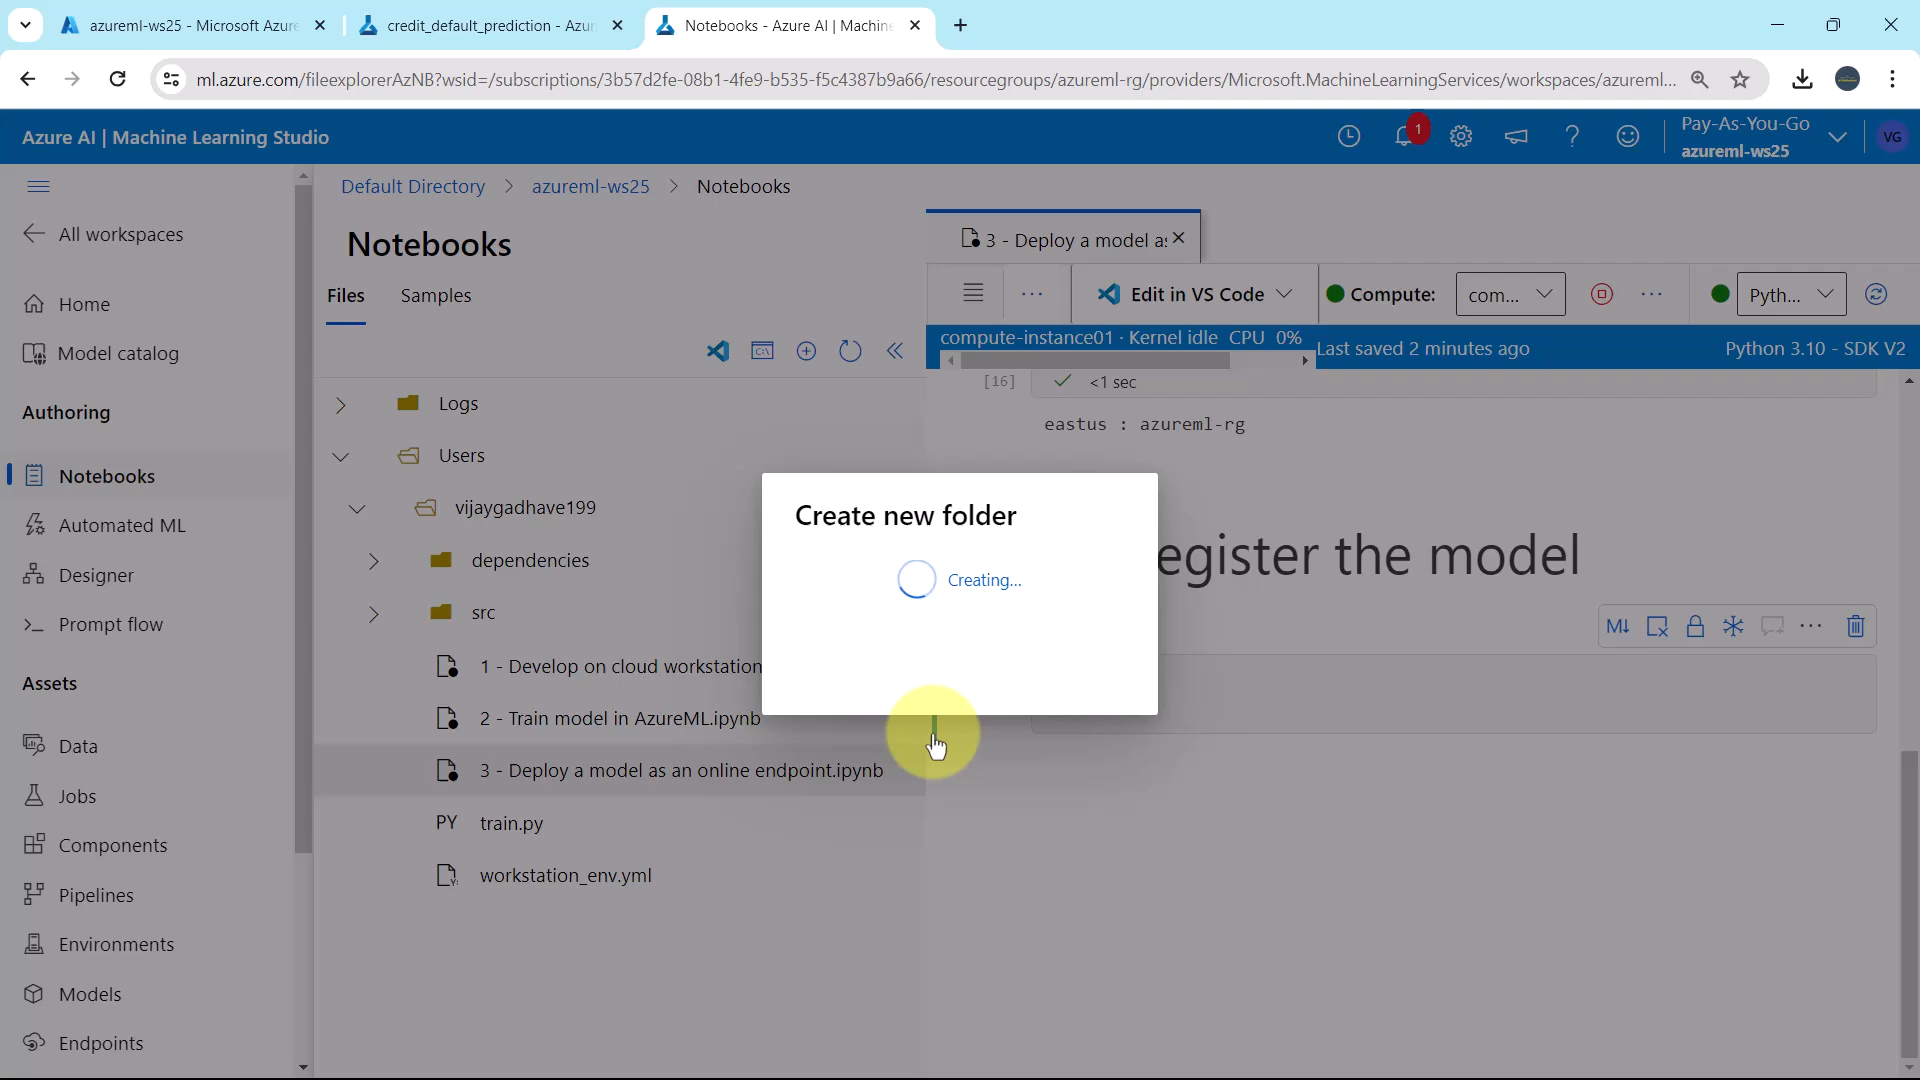 azureml-ws25 - Microsoft Azure
credit_default_prediction - Azur
Notebooks - Azure AI | Machine
ml.azure.com/fileexplorerAzNB?wsid=/subscriptions/3b57d2fe-08b1-4fe9-b535-f5c4387b9a66/resourcegroups/azureml-rg/providers/Microsoft.MachineLearningServices/workspaces/azureml...
Azure AI | Machine Learning Studio
1
Pay-As-You-Go
azureml-ws25
VG
All workspaces
Home
Model catalog
Authoring
Notebooks
Automated ML
Designer
Prompt flow
Assets
Data
Jobs
Components
Pipelines
Environments
Models
Endpoints
Default Directory > azureml-ws25 > Notebooks
Notebooks
Files
Samples
Logs
Users
vijaygadhave199
dependencies
src
1 - Develop on cloud workstation
2 - Train model in AzureML.ipynb
3 - Deploy a model as an online endpoint.ipynb
PY train.py
workstation_env.yml
3 - Deploy a model as
Edit in VS Code
Compute:
com...
Pyth...
compute-instance01 · Kernel idle CPU 0%
Last saved 2 minutes ago
Python 3.10 - SDK V2
[16]
<1 sec
eastus : azureml-rg
egister the model
M↓
Create new folder
Creating...